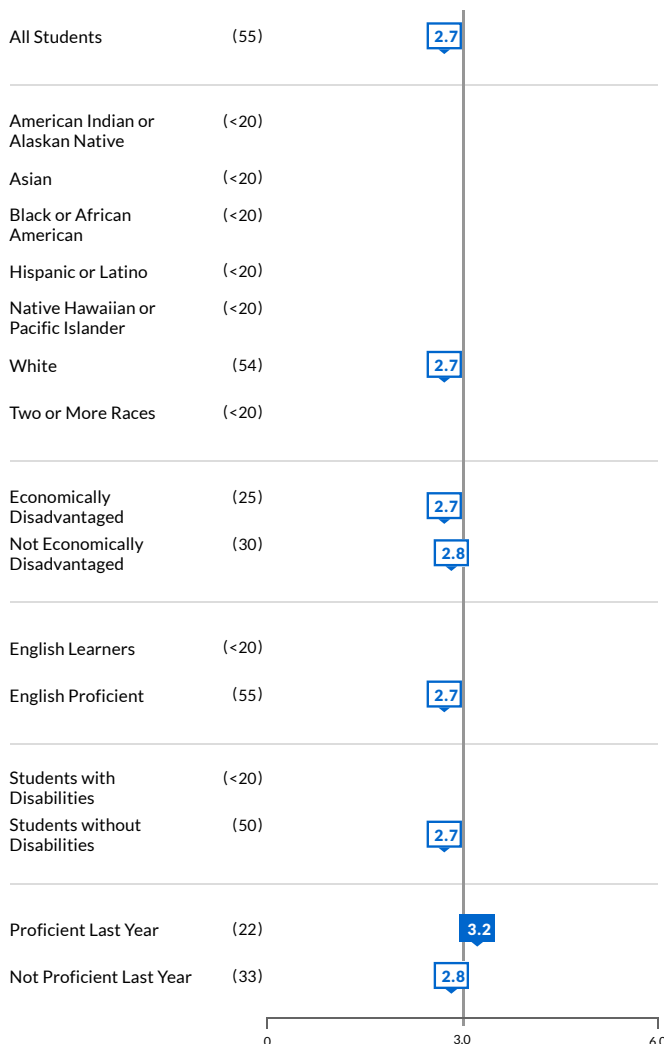 All Students (55) 2.7
American Indian or (<20)
Alaskan Native
Asian (<20)
Black or African (<20)
American
Hispanic or Latino (<20)
Native Hawaiian or (<20)
Pacific Islander
White (54) 2.7
Two or More Races (<20)
Economically (25) 2.7
Disadvantaged
Not Economically (30) 2.8
Disadvantaged
English Learners (<20)
English Proficient (55) 2.7
Students with (<20)
Disabilities
Students without (50) 2.7
Disabilities
Proficient Last Year (22) 3.2
Not Proficient Last Year (33) 2.8
0 3.0 6.0